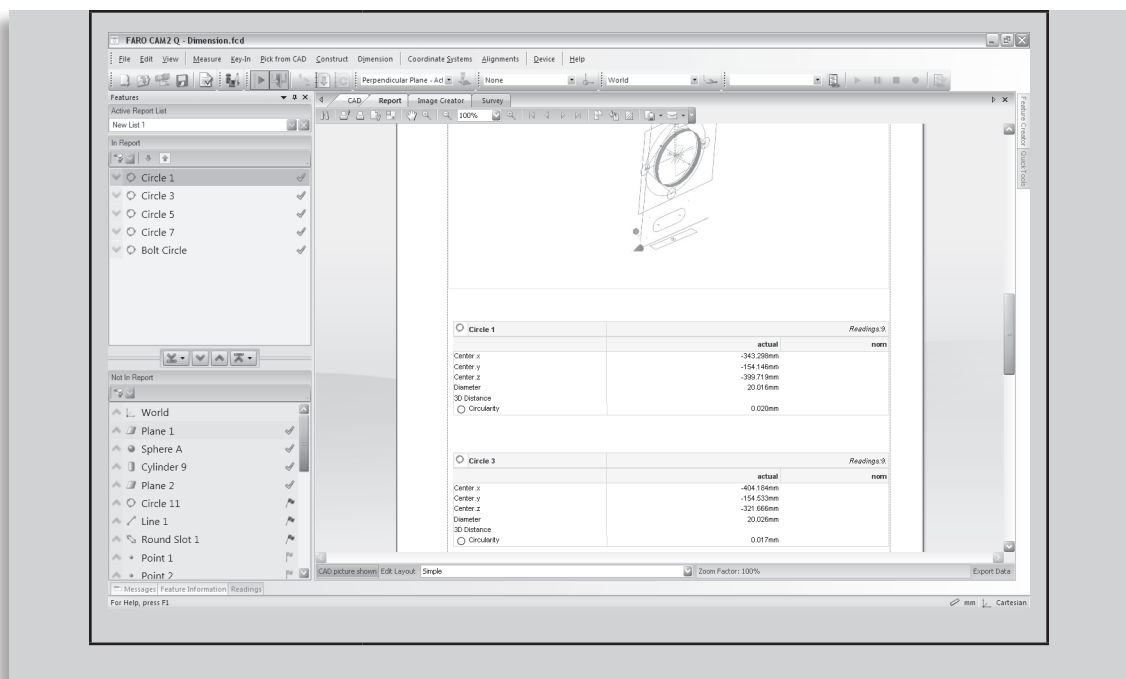 FARO CAM2 Q - Dimension.fcd
File Edit View Measure Key-In Pick from CAD Construct Dimension Coordinate Systems Alignments Device Help
Perpendicular Plane - Ad None World
Features
Active Report List
New List 1
In Report
Circle 1
Circle 3
Circle 5
Circle 7
Bolt Circle
Not In Report
World
Plane 1
Sphere A
Cylinder 9
Plane 2
Circle 11
Line 1
Round Slot 1
Point 1
Point 2
Messages Feature Information Readings
For Help, press F1
CAD Report Image Creator Survey
100%
Circle 1 Readings:9.
actual nom
Center.x -343.298mm
Center.y -154.146mm
Center.z -399.719mm
Diameter 20.016mm
3D Distance
Circularity 0.020mm
Circle 3 Readings:9.
actual nom
Center.x -404.184mm
Center.y -154.533mm
Center.z -321.666mm
Diameter 20.026mm
3D Distance
Circularity 0.017mm
CAD picture shown Edit Layout Simple Zoom Factor: 100% Export Data
Feature Creator
QuickTools
mm Cartesian